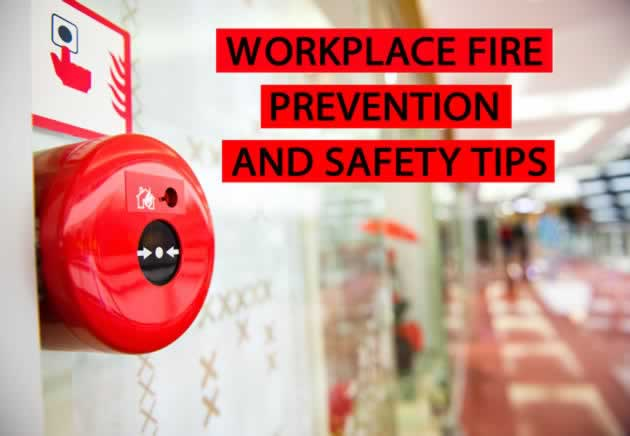 WORKPLACE FIRE
PREVENTION
AND SAFETY TIPS